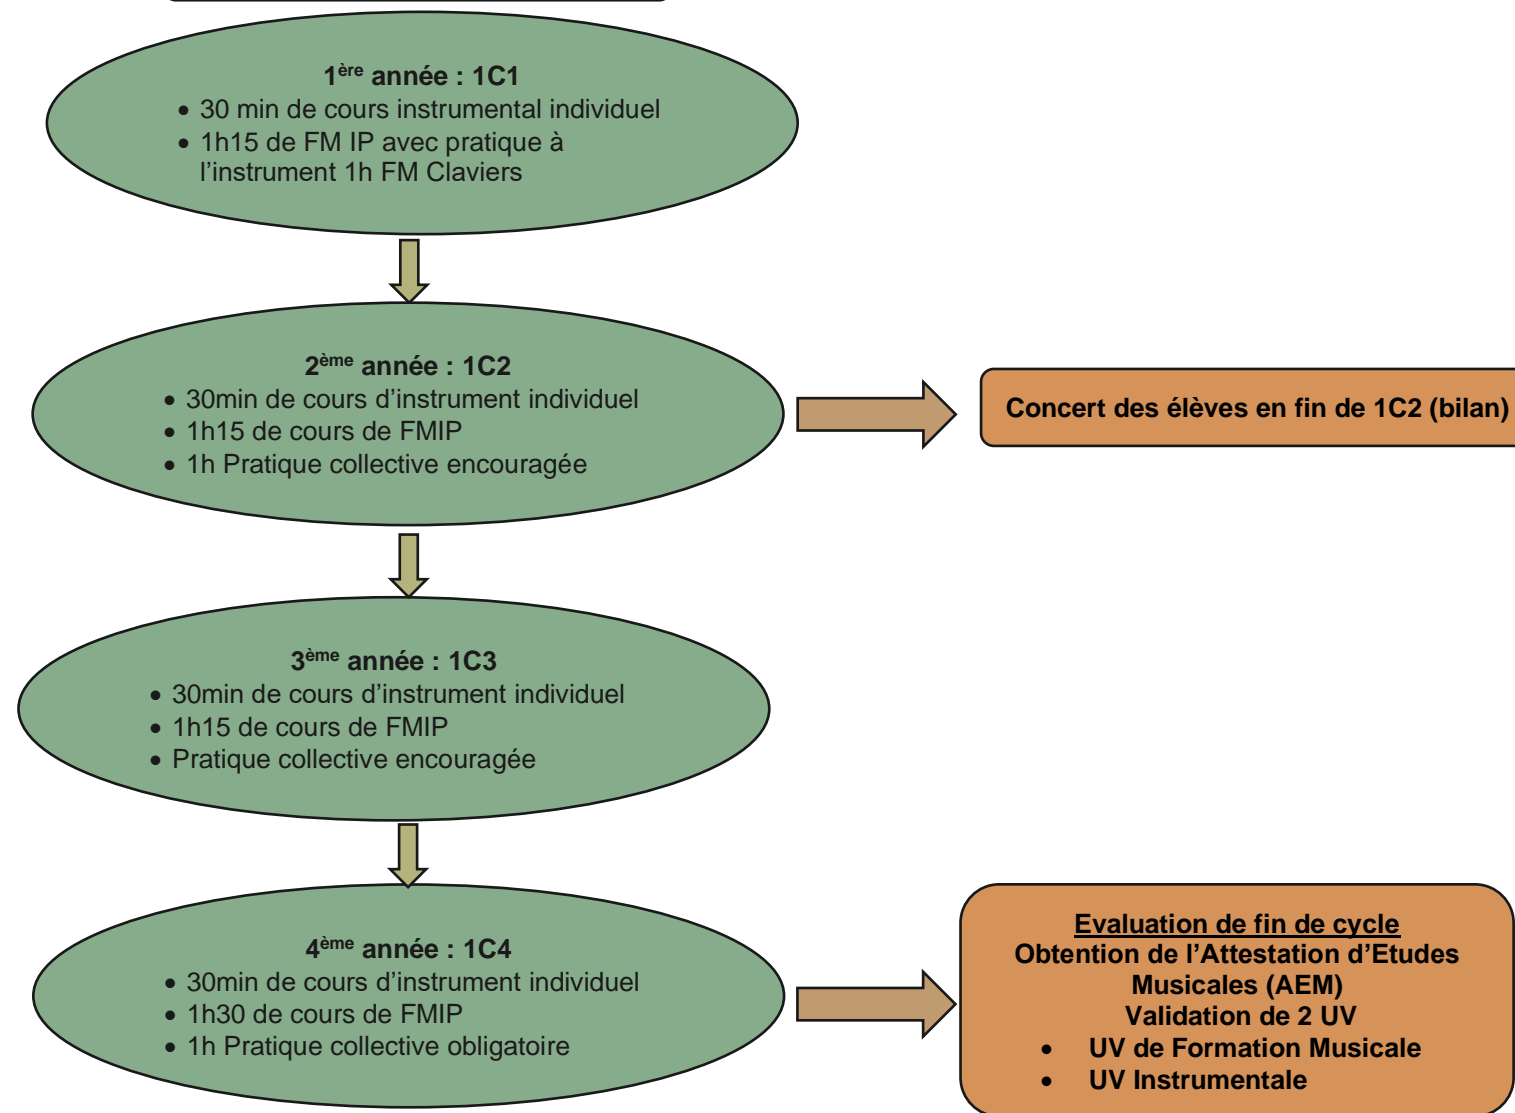 1ère année : 1C1
• 30 min de cours instrumental individuel
• 1h15 de FM IP avec pratique à
l’instrument 1h FM Claviers
2ème année : 1C2
• 30min de cours d’instrument individuel
• 1h15 de cours de FMIP
• 1h Pratique collective encouragée
Concert des élèves en fin de 1C2 (bilan)
3ème année : 1C3
• 30min de cours d’instrument individuel
• 1h15 de cours de FMIP
• Pratique collective encouragée
4ème année : 1C4
• 30min de cours d’instrument individuel
• 1h30 de cours de FMIP
• 1h Pratique collective obligatoire
Evaluation de fin de cycle
Obtention de l’Attestation d’Etudes
Musicales (AEM)
Validation de 2 UV
• UV de Formation Musicale
• UV Instrumentale